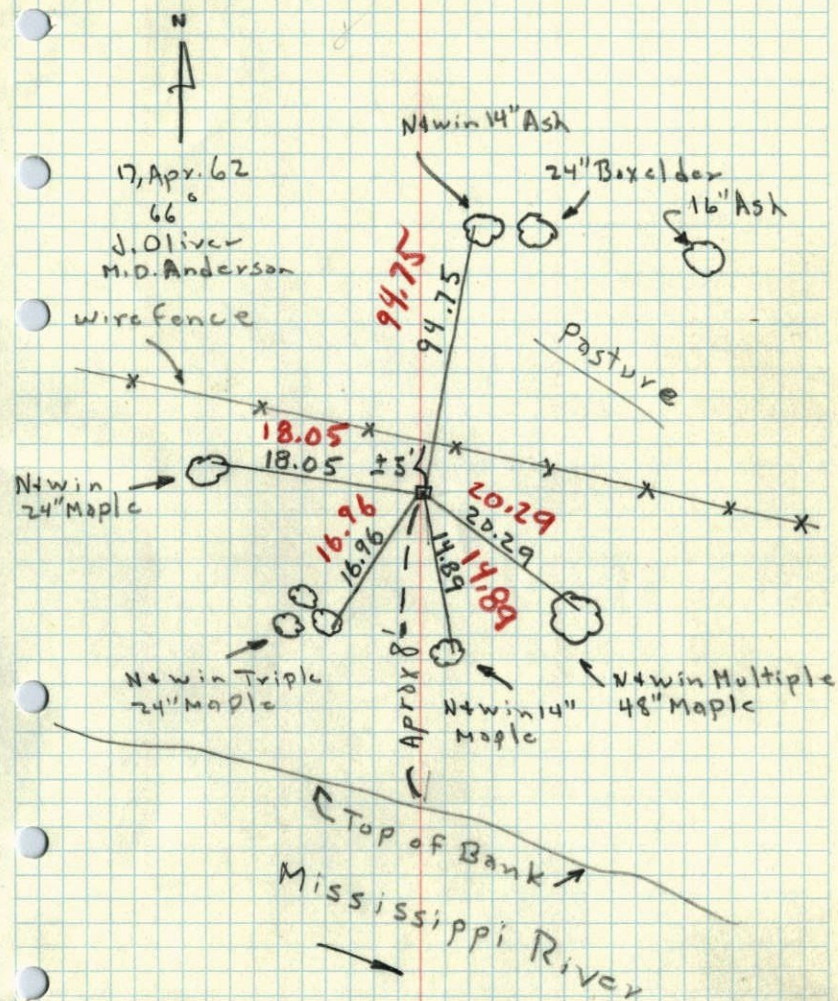 N
N&win 14" Ash
24" Boxelder
16" Ash
17, Apr. 62
66°
J. Oliver
M.D. Anderson
wire fence
94.75
94.75
Pasture
18.05
18.05
±3'
N&win
24" Maple
16.96
16.96
20.29
20.29
14.89
14.89
N&win Triple
24" Maple
Aprox 8'
N&win 14"
Maple
N&win Multiple
48" Maple
Top of Bank
Mississippi River